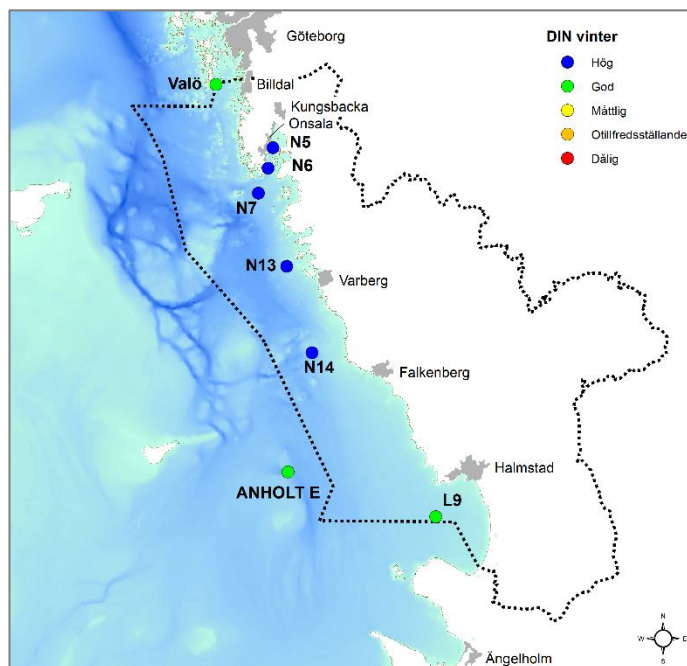 Göteborg
DIN vinter
Hög
God
Måttlig
Otillfredsställande
Dålig
Valö
Billdal
Kungsbacka
Onsala
N5
N6
N7
N13
Varberg
N14
Falkenberg
Halmstad
ANHOLT E
L9
Ängelholm
N
W
E
S